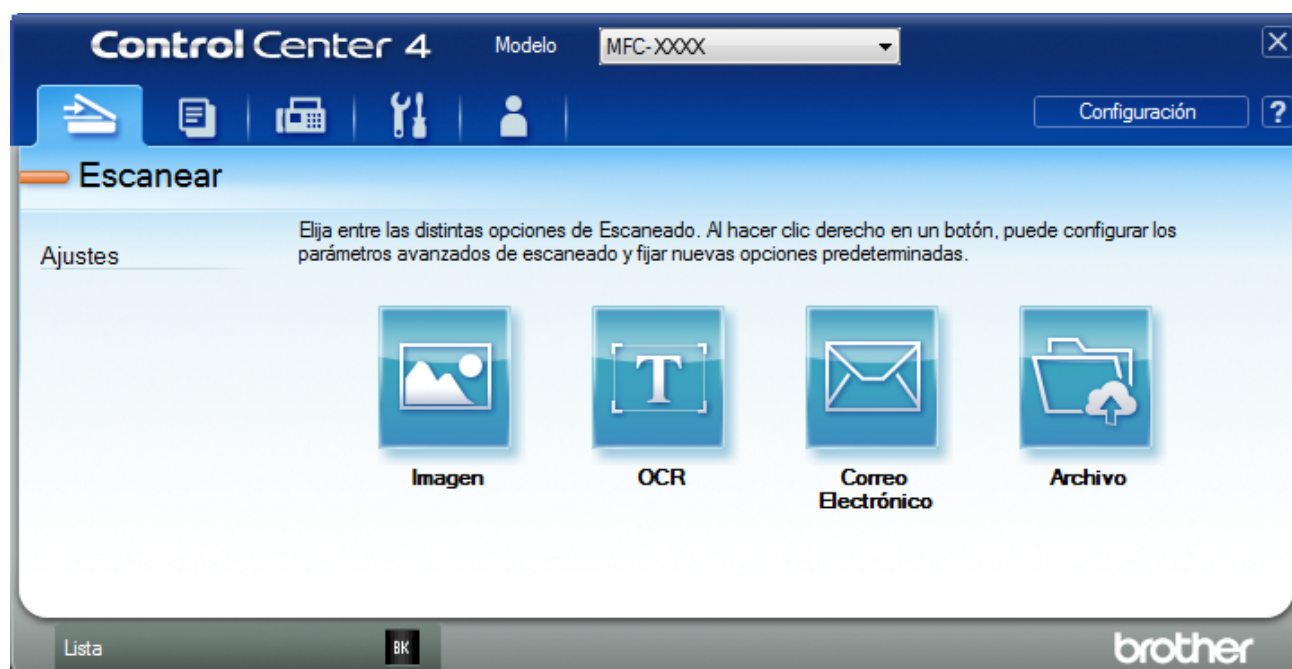 Control Center 4
Modelo
MFC-XXXX
Configuración
?
Escanear
Ajustes
Elija entre las distintas opciones de Escaneado. Al hacer clic derecho en un botón, puede configurar los
parámetros avanzados de escaneado y fijar nuevas opciones predeterminadas.
T
Imagen
OCR
Correo
Electrónico
Archivo
Lista
BK
brother